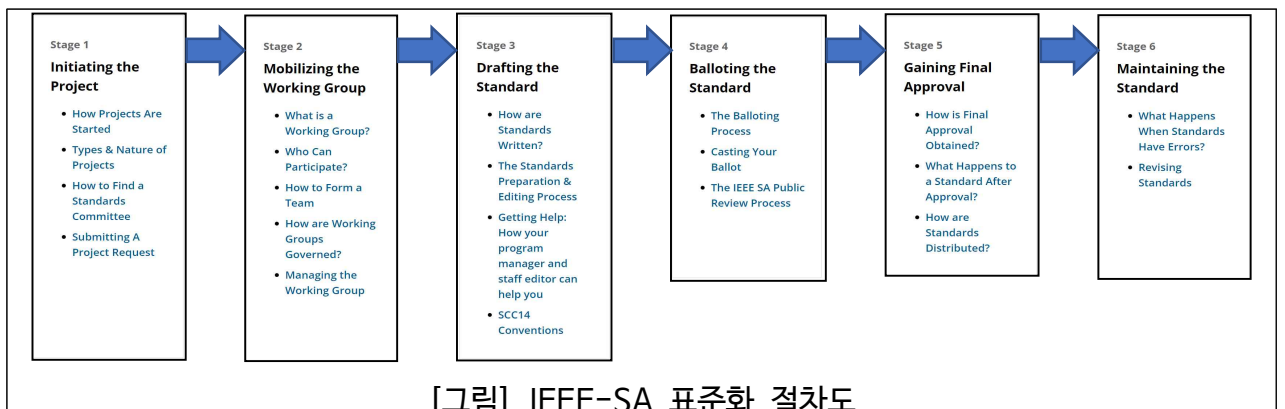 Stage 1
Initiating the
Project
• How Projects Are
Started
• Types & Nature of
Projects
• How to Find a
Standards
Committee
• Submitting A
Project Request
Stage 2
Mobilizing the
Working Group
• What is a
Working Group?
• Who Can
Participate?
• How to Form a
Team
• How are Working
Groups
Governed?
• Managing the
Working Group
Stage 3
Drafting the
Standard
• How are
Standards
Written?
• The Standards
Preparation &
Editing Process
• Getting Help:
How your
program
manager and
staff editor can
help you
• SCC14
Conventions
Stage 4
Balloting the
Standard
• The Balloting
Process
• Casting Your
Ballot
• The IEEE SA Public
Review Process
Stage 5
Gaining Final
Approval
• How is Final
Approval
Obtained?
• What Happens to
a Standard After
Approval?
• How are
Standards
Distributed?
Stage 6
Maintaining the
Standard
• What Happens
When Standards
Have Errors?
• Revising
Standards
[그림] IEEE-SA 표준화 절차도